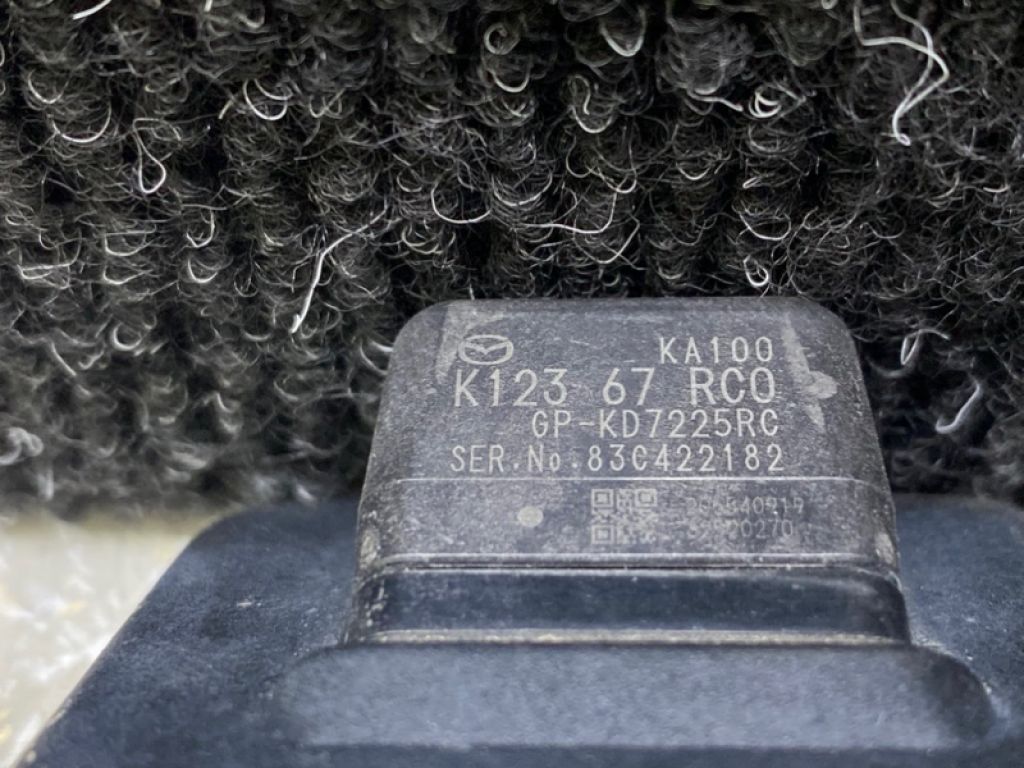 KA100
K123 67 RC0
GP-KD7225RC
SER.No.83C422182